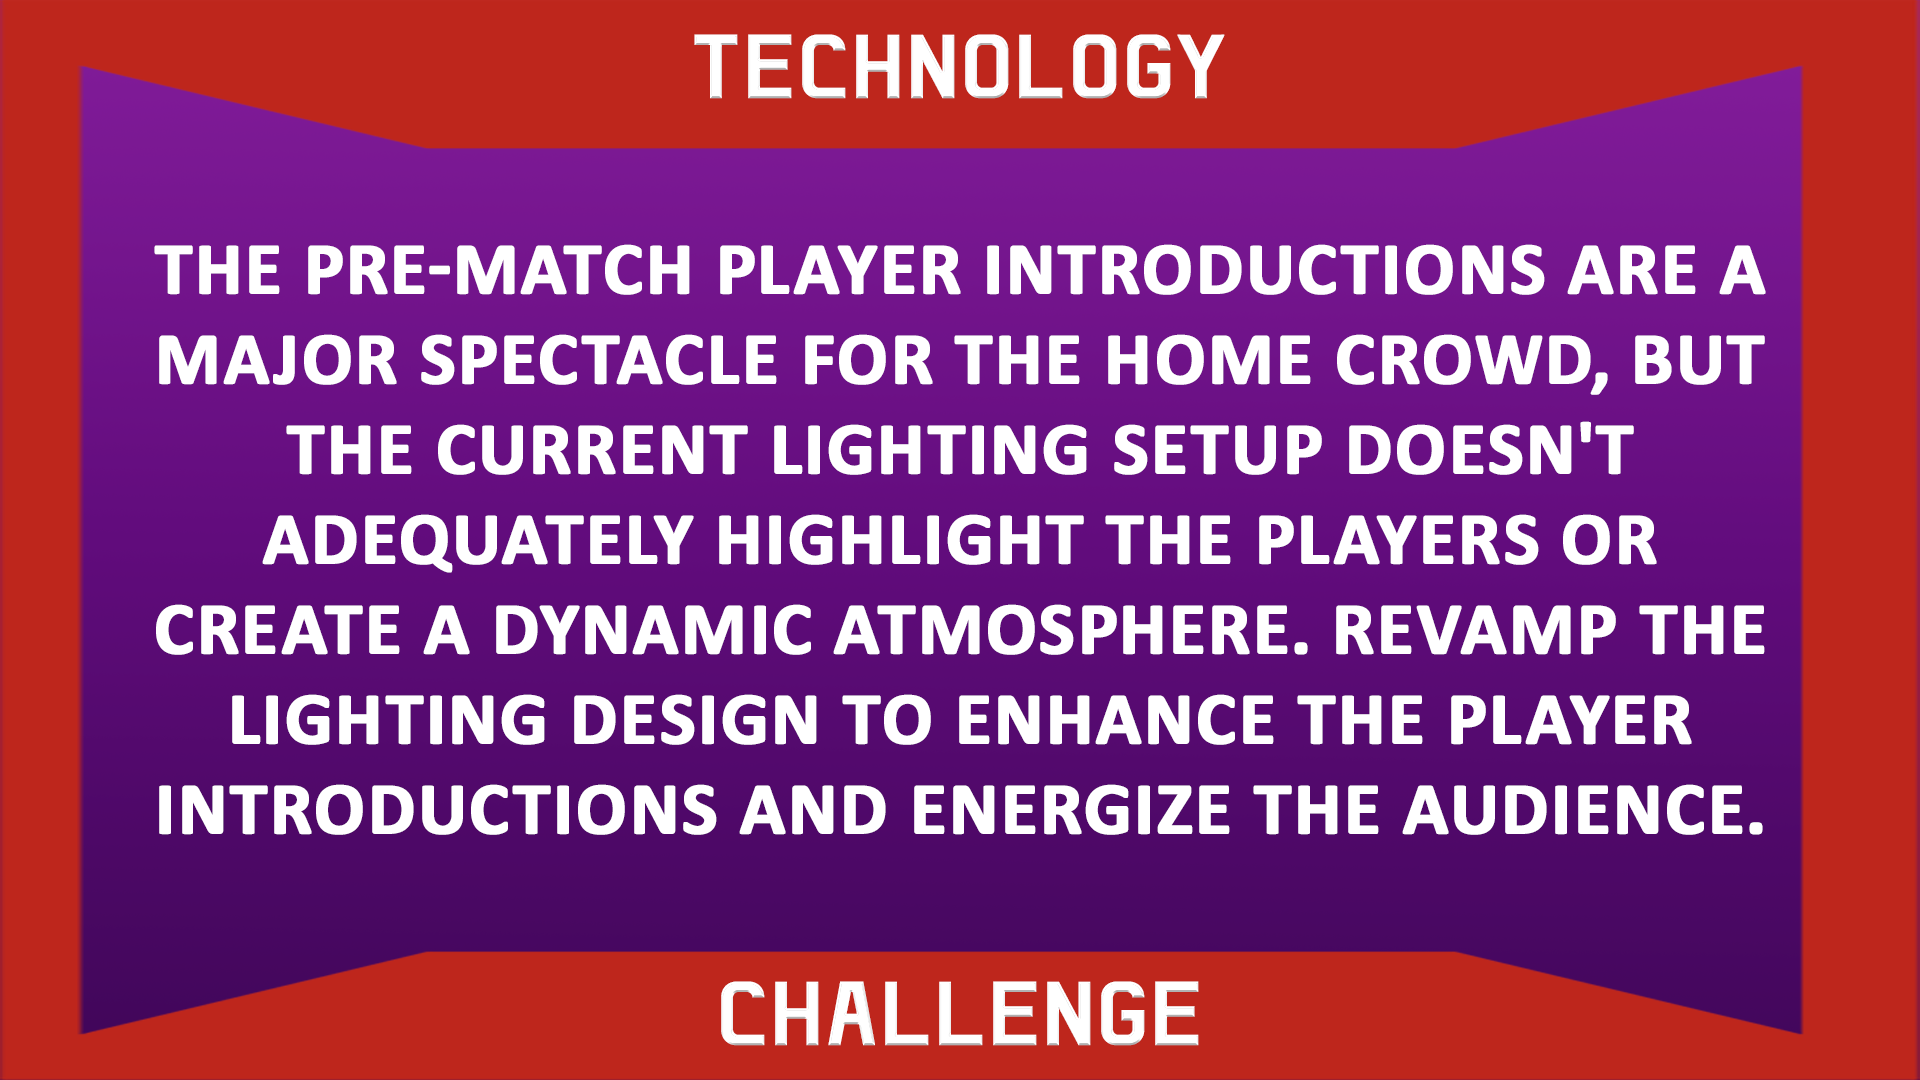 TECHNOLOGY
THE PRE-MATCH PLAYER INTRODUCTIONS ARE A
MAJOR SPECTACLE FOR THE HOME CROWD, BUT
THE CURRENT LIGHTING SETUP DOESN'T
ADEQUATELY HIGHLIGHT THE PLAYERS OR
CREATE A DYNAMIC ATMOSPHERE. REVAMP THE
LIGHTING DESIGN TO ENHANCE THE PLAYER
INTRODUCTIONS AND ENERGIZE THE AUDIENCE.
CHALLENGE